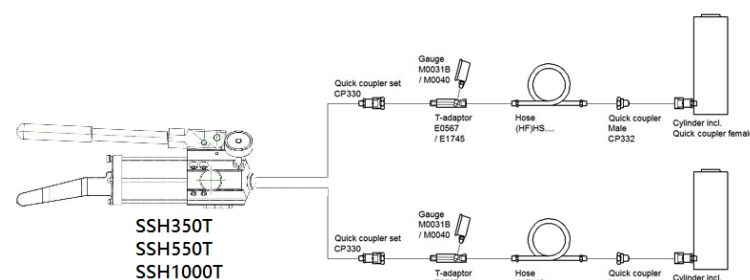 Gauge
M0031B
/ M0040
Quick coupler set
CP330
T-adaptor
E0567
/ E1745
Hose
(HF)HS....
Quick coupler
Male
CP332
Cylinder incl.
Quick coupler female
SSH350T
SSH550T
SSH1000T
Gauge
M0031B
/ M0040
Quick coupler set
CP330
T-adaptor
Hose
Quick coupler
Cylinder incl.